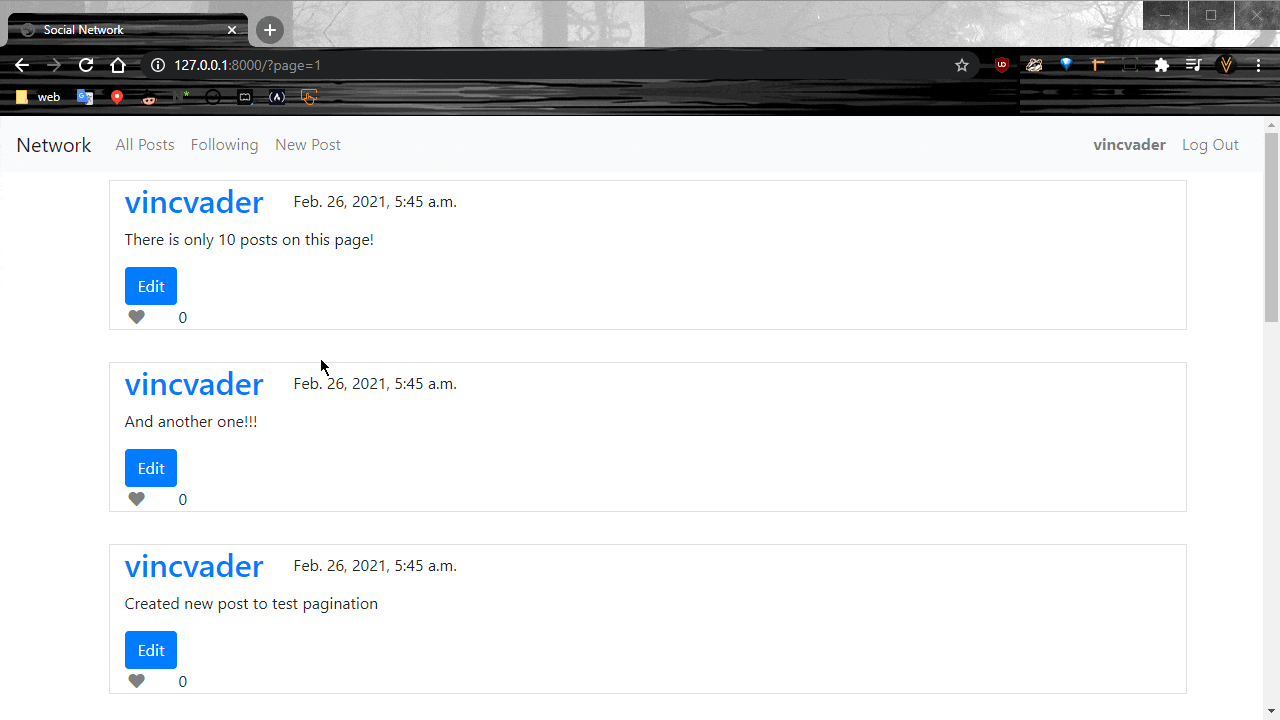 Social Network
127.0.0.1:8000/?page=1
web
Network All Posts Following New Post vincvader Log Out
vincvader Feb. 26, 2021, 5:45 a.m.
There is only 10 posts on this page!
Edit
0
vincvader Feb. 26, 2021, 5:45 a.m.
And another one!!!
Edit
0
vincvader Feb. 26, 2021, 5:45 a.m.
Created new post to test pagination
Edit
0